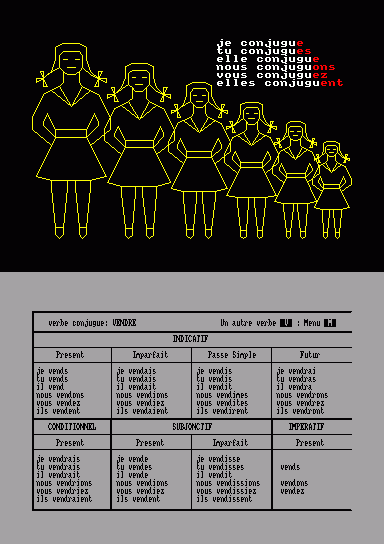 je conjugue
tu conjugues
elle conjugue
nous conjuguons
vous conjuguez
elles conjuguent
verbe conjugue: VENDRE Un autre verbe V : Menu M
INDICATIF
Present Imparfait Passe Simple Futur
je vends je vendais je vendis je vendrai
tu vends tu vendais tu vendis tu vendras
il vend il vendait il vendit il vendra
nous vendons nous vendions nous vendimes nous vendrons
vous vendez vous vendiez vous vendites vous vendrez
ils vendent ils vendaient ils vendirent ils vendront
CONDITIONNEL SUBJONCTIF IMPERATIF
Present Present Imparfait Present
je vendrais je vende je vendisse
tu vendrais tu vendes tu vendisses vends
il vendrait il vende il vendit
nous vendrions nous vendions nous vendissions vendons
vous vendriez vous vendiez vous vendissiez vendez
ils vendraient ils vendent ils vendissent